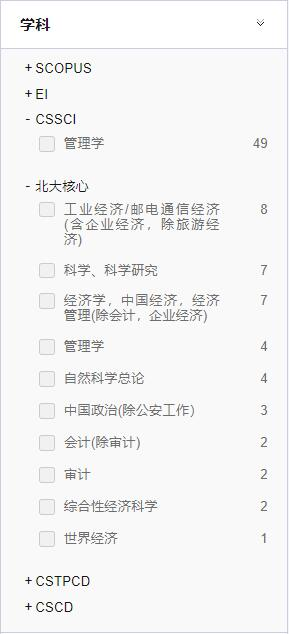 学科
+ SCOPUS
+ EI
- CSSCI
管理学 49
- 北大核心
工业经济/邮电通信经济 8
(含企业经济，除旅游经
济)
科学、科学研究 7
经济学，中国经济，经济 7
管理(除会计，企业经济)
管理学 4
自然科学总论 4
中国政治(除公安工作） 3
会计(除审计) 2
审计 2
综合性经济科学 2
世界经济 1
+ CSTPCD
+ CSCD